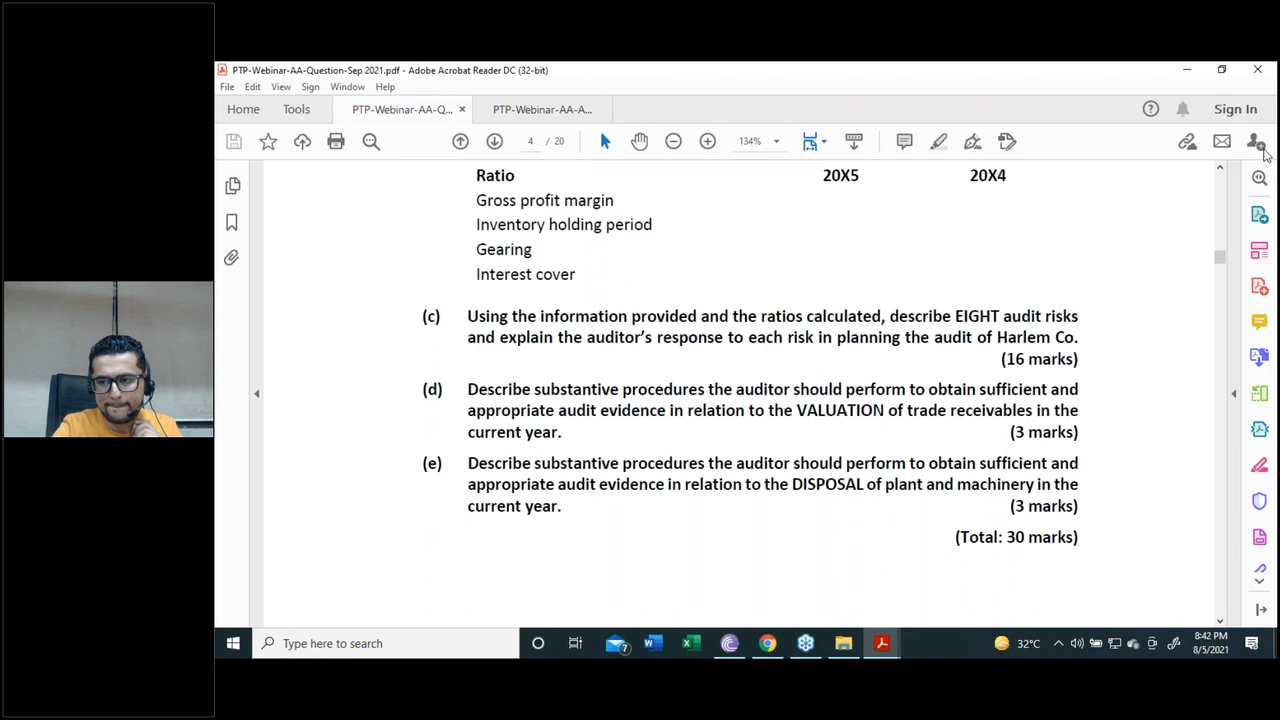 PTP-Webinar-AA-Question-Sep 2021.pdf - Adobe Acrobat Reader DC (32-bit)
File Edit View Sign Window Help
Home Tools PTP-Webinar-AA-Q... × PTP-Webinar-AA-A... Sign In
4 / 20 134%
Ratio 20X5 20X4
Gross profit margin
Inventory holding period
Gearing
Interest cover
(c) Using the information provided and the ratios calculated, describe EIGHT audit risks
and explain the auditor's response to each risk in planning the audit of Harlem Co.
(16 marks)
(d) Describe substantive procedures the auditor should perform to obtain sufficient and
appropriate audit evidence in relation to the VALUATION of trade receivables in the
current year. (3 marks)
(e) Describe substantive procedures the auditor should perform to obtain sufficient and
appropriate audit evidence in relation to the DISPOSAL of plant and machinery in the
current year. (3 marks)
(Total: 30 marks)
Type here to search 7 32°C 8:42 PM
8/5/2021